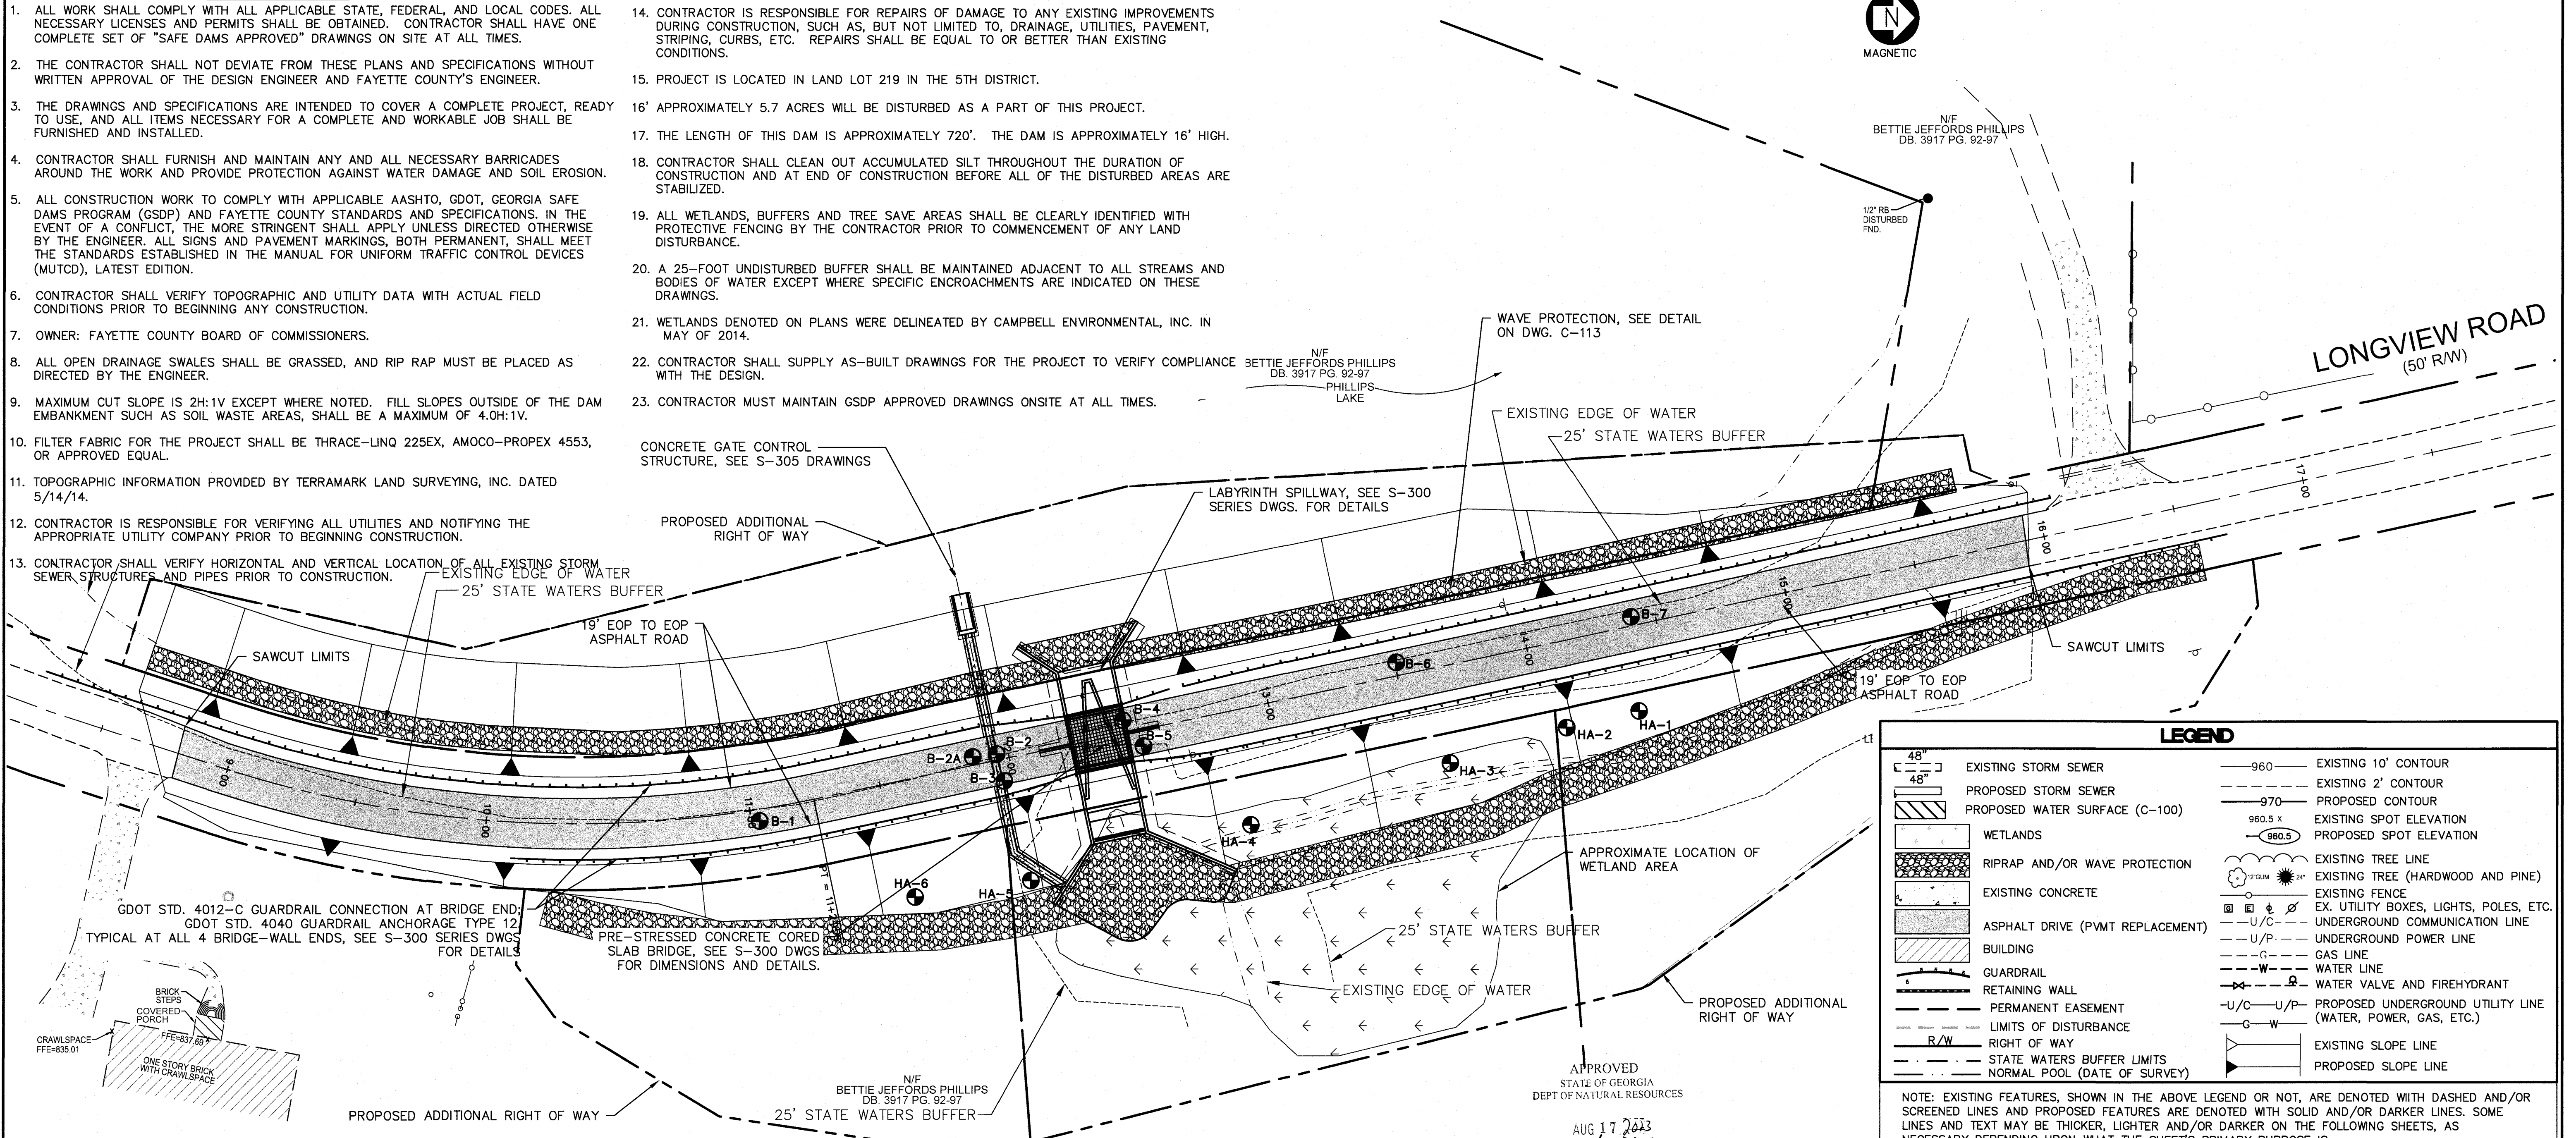 1. ALL WORK SHALL COMPLY WITH ALL APPLICABLE STATE, FEDERAL, AND LOCAL CODES. ALL
NECESSARY LICENSES AND PERMITS SHALL BE OBTAINED. CONTRACTOR SHALL HAVE ONE
COMPLETE SET OF "SAFE DAMS APPROVED" DRAWINGS ON SITE AT ALL TIMES.
2. THE CONTRACTOR SHALL NOT DEVIATE FROM THESE PLANS AND SPECIFICATIONS WITHOUT
WRITTEN APPROVAL OF THE DESIGN ENGINEER AND FAYETTE COUNTY'S ENGINEER.
3. THE DRAWINGS AND SPECIFICATIONS ARE INTENDED TO COVER A COMPLETE PROJECT, READY
TO USE, AND ALL ITEMS NECESSARY FOR A COMPLETE AND WORKABLE JOB SHALL BE
FURNISHED AND INSTALLED.
4. CONTRACTOR SHALL FURNISH AND MAINTAIN ANY AND ALL NECESSARY BARRICADES
AROUND THE WORK AND PROVIDE PROTECTION AGAINST WATER DAMAGE AND SOIL EROSION.
5. ALL CONSTRUCTION WORK TO COMPLY WITH APPLICABLE AASHTO, GDOT, GEORGIA SAFE
DAMS PROGRAM (GSDP) AND FAYETTE COUNTY STANDARDS AND SPECIFICATIONS. IN THE
EVENT OF A CONFLICT, THE MORE STRINGENT SHALL APPLY UNLESS DIRECTED OTHERWISE
BY THE ENGINEER. ALL SIGNS AND PAVEMENT MARKINGS, BOTH PERMANENT, SHALL MEET
THE STANDARDS ESTABLISHED IN THE MANUAL FOR UNIFORM TRAFFIC CONTROL DEVICES
(MUTCD), LATEST EDITION.
6. CONTRACTOR SHALL VERIFY TOPOGRAPHIC AND UTILITY DATA WITH ACTUAL FIELD
CONDITIONS PRIOR TO BEGINNING ANY CONSTRUCTION.
7. OWNER: FAYETTE COUNTY BOARD OF COMMISSIONERS.
8. ALL OPEN DRAINAGE SWALES SHALL BE GRASSED, AND RIP RAP MUST BE PLACED AS
DIRECTED BY THE ENGINEER.
9. MAXIMUM CUT SLOPE IS 2H:1V EXCEPT WHERE NOTED. FILL SLOPES OUTSIDE OF THE DAM
EMBANKMENT SUCH AS SOIL WASTE AREAS, SHALL BE A MAXIMUM OF 4.0H:1V.
10. FILTER FABRIC FOR THE PROJECT SHALL BE THRACE-LINQ 225EX, AMOCO-PROPEX 4553,
OR APPROVED EQUAL.
11. TOPOGRAPHIC INFORMATION PROVIDED BY TERRAMARK LAND SURVEYING, INC. DATED
5/14/14.
12. CONTRACTOR IS RESPONSIBLE FOR VERIFYING ALL UTILITIES AND NOTIFYING THE
APPROPRIATE UTILITY COMPANY PRIOR TO BEGINNING CONSTRUCTION.
13. CONTRACTOR SHALL VERIFY HORIZONTAL AND VERTICAL LOCATION OF ALL EXISTING STORM
SEWER STRUCTURES AND PIPES PRIOR TO CONSTRUCTION.
14. CONTRACTOR IS RESPONSIBLE FOR REPAIRS OF DAMAGE TO ANY EXISTING IMPROVEMENTS
DURING CONSTRUCTION, SUCH AS, BUT NOT LIMITED TO, DRAINAGE, UTILITIES, PAVEMENT,
STRIPING, CURBS, ETC. REPAIRS SHALL BE EQUAL TO OR BETTER THAN EXISTING
CONDITIONS.
15. PROJECT IS LOCATED IN LAND LOT 219 IN THE 5TH DISTRICT.
16' APPROXIMATELY 5.7 ACRES WILL BE DISTURBED AS A PART OF THIS PROJECT.
17. THE LENGTH OF THIS DAM IS APPROXIMATELY 720'. THE DAM IS APPROXIMATELY 16' HIGH.
18. CONTRACTOR SHALL CLEAN OUT ACCUMULATED SILT THROUGHOUT THE DURATION OF
CONSTRUCTION AND AT END OF CONSTRUCTION BEFORE ALL OF THE DISTURBED AREAS ARE
STABILIZED.
19. ALL WETLANDS, BUFFERS AND TREE SAVE AREAS SHALL BE CLEARLY IDENTIFIED WITH
PROTECTIVE FENCING BY THE CONTRACTOR PRIOR TO COMMENCEMENT OF ANY LAND
DISTURBANCE.
20. A 25-FOOT UNDISTURBED BUFFER SHALL BE MAINTAINED ADJACENT TO ALL STREAMS AND
BODIES OF WATER EXCEPT WHERE SPECIFIC ENCROACHMENTS ARE INDICATED ON THESE
DRAWINGS.
21. WETLANDS DENOTED ON PLANS WERE DELINEATED BY CAMPBELL ENVIRONMENTAL, INC. IN
MAY OF 2014.
22. CONTRACTOR SHALL SUPPLY AS-BUILT DRAWINGS FOR THE PROJECT TO VERIFY COMPLIANCE
WITH THE DESIGN.
23. CONTRACTOR MUST MAINTAIN GSDP APPROVED DRAWINGS ONSITE AT ALL TIMES.
N
MAGNETIC
N/F
BETTIE JEFFORDS PHILLIPS
DB. 3917 PG. 92-97
1/2" RB
DISTURBED
FND.
WAVE PROTECTION, SEE DETAIL
ON DWG. C-113
N/F
BETTIE JEFFORDS PHILLIPS
DB. 3917 PG. 92-97
PHILLIPS
LAKE
LONGVIEW ROAD
(50' R/W)
EXISTING EDGE OF WATER
25' STATE WATERS BUFFER
CONCRETE GATE CONTROL
STRUCTURE, SEE S-305 DRAWINGS
LABYRINTH SPILLWAY, SEE S-300
SERIES DWGS. FOR DETAILS
PROPOSED ADDITIONAL
RIGHT OF WAY
EXISTING EDGE OF WATER
25' STATE WATERS BUFFER
19' EOP TO EOP
ASPHALT ROAD
SAWCUT LIMITS
17+00
16+00
15+00
14+00
13+00
10+00
9+00
B-7
B-6
B-4
B-5
B-2
B-2A
B-3
B-1
SAWCUT LIMITS
19' EOP TO EOP
ASPHALT ROAD
HA-1
HA-2
HA-3
HA-4
HA-5
HA-6
APPROXIMATE LOCATION OF
WETLAND AREA
GDOT STD. 4012-C GUARDRAIL CONNECTION AT BRIDGE END;
GDOT STD. 4040 GUARDRAIL ANCHORAGE TYPE 12
TYPICAL AT ALL 4 BRIDGE-WALL ENDS, SEE S-300 SERIES DWGS
FOR DETAILS
PRE-STRESSED CONCRETE CORED
SLAB BRIDGE, SEE S-300 DWGS
FOR DIMENSIONS AND DETAILS.
25' STATE WATERS BUFFER
EXISTING EDGE OF WATER
PROPOSED ADDITIONAL
RIGHT OF WAY
BRICK
STEPS
COVERED
PORCH
FFE=837.69
CRAWLSPACE
FFE=835.01
ONE STORY BRICK
WITH CRAWLSPACE
PROPOSED ADDITIONAL RIGHT OF WAY
N/F
BETTIE JEFFORDS PHILLIPS
DB. 3917 PG. 92-97
25' STATE WATERS BUFFER
APPROVED
STATE OF GEORGIA
DEPT OF NATURAL RESOURCES
AUG 17
LEGEND
48" EXISTING STORM SEWER
48" PROPOSED STORM SEWER
PROPOSED WATER SURFACE (C-100)
WETLANDS
RIPRAP AND/OR WAVE PROTECTION
EXISTING CONCRETE
ASPHALT DRIVE (PVMT REPLACEMENT)
BUILDING
GUARDRAIL
RETAINING WALL
PERMANENT EASEMENT
LIMITS OF DISTURBANCE
R/W RIGHT OF WAY
STATE WATERS BUFFER LIMITS
NORMAL POOL (DATE OF SURVEY)
960 EXISTING 10' CONTOUR
EXISTING 2' CONTOUR
970 PROPOSED CONTOUR
960.5 x EXISTING SPOT ELEVATION
960.5 PROPOSED SPOT ELEVATION
EXISTING TREE LINE
12"GUM 24" EXISTING TREE (HARDWOOD AND PINE)
EXISTING FENCE
G E EX. UTILITY BOXES, LIGHTS, POLES, ETC.
U/C UNDERGROUND COMMUNICATION LINE
U/P UNDERGROUND POWER LINE
G GAS LINE
W WATER LINE
WATER VALVE AND FIREHYDRANT
U/C U/P PROPOSED UNDERGROUND UTILITY LINE
G W (WATER, POWER, GAS, ETC.)
EXISTING SLOPE LINE
PROPOSED SLOPE LINE
NOTE: EXISTING FEATURES, SHOWN IN THE ABOVE LEGEND OR NOT, ARE DENOTED WITH DASHED AND/OR
SCREENED LINES AND PROPOSED FEATURES ARE DENOTED WITH SOLID AND/OR DARKER LINES. SOME
LINES AND TEXT MAY BE THICKER, LIGHTER AND/OR DARKER ON THE FOLLOWING SHEETS, AS
NECESSARY DEPENDING UPON WHAT THE SHEET'S PRIMARY PURPOSE IS.